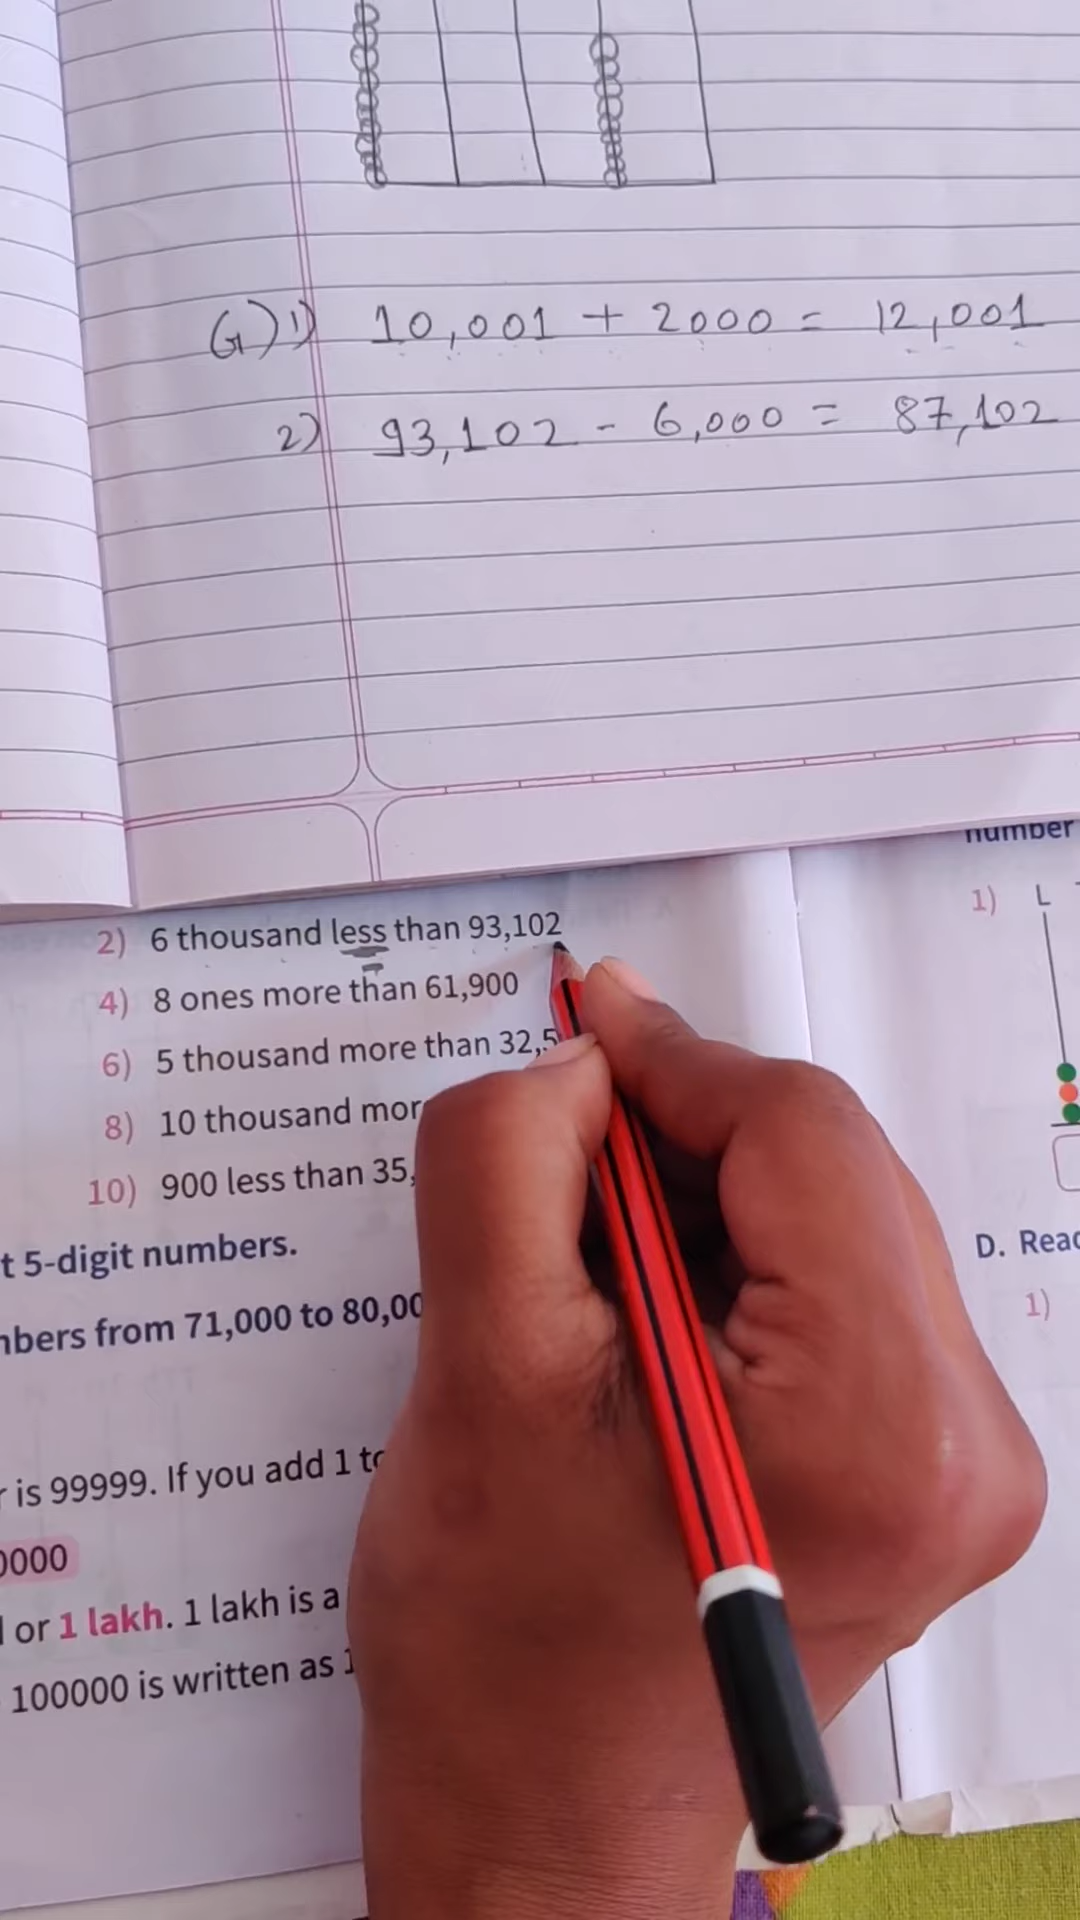 G) 1) 10,001 + 2000 = 12,001
2) 93,102 - 6,000 = 87,102
number
1) L
2) 6 thousand less than 93,102
4) 8 ones more than 61,900
6) 5 thousand more than 32,5
8) 10 thousand mor
10) 900 less than 35,
t 5-digit numbers.
D. Read
mbers from 71,000 to 80,00
1)
r is 99999. If you add 1 to
0000
or 1 lakh. 1 lakh is a
100000 is written as 1